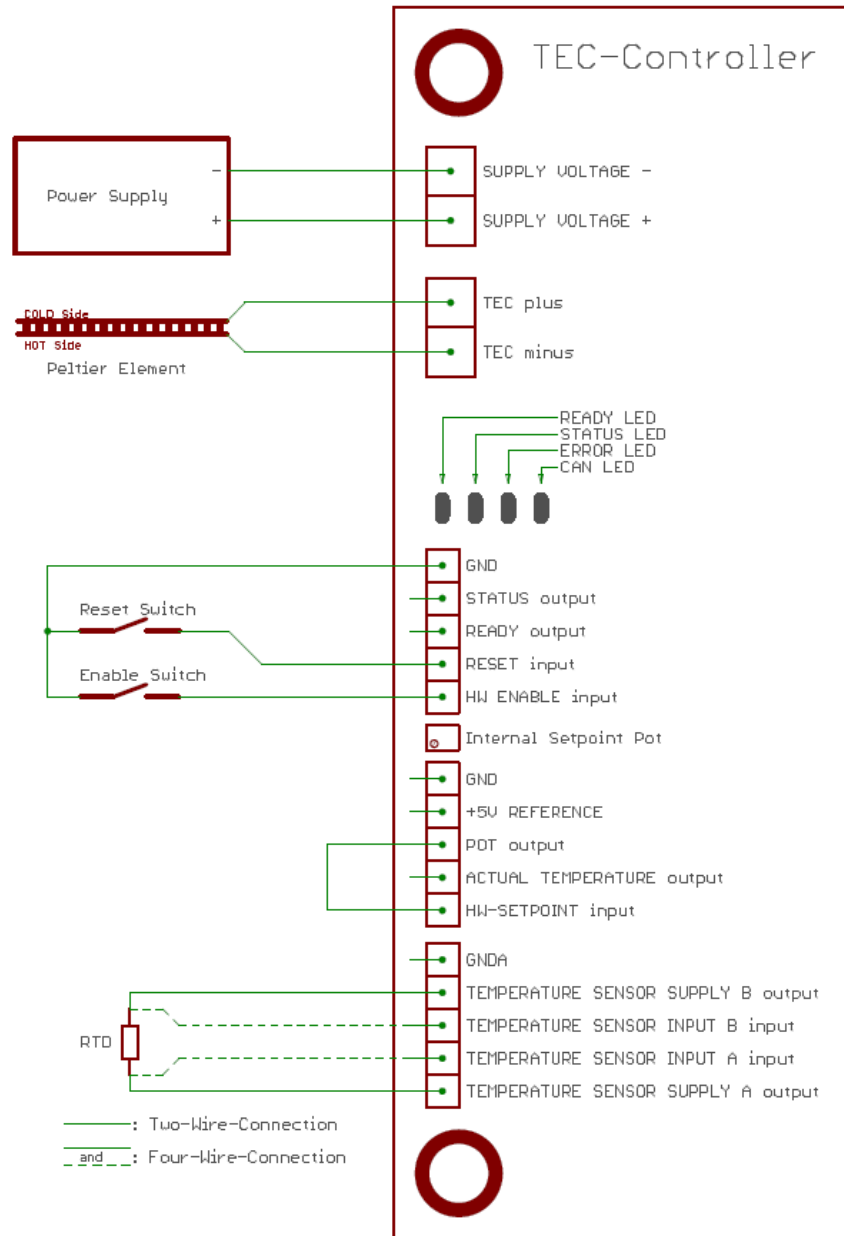 TEC-Controller
-
SUPPLY VOLTAGE -
Power Supply
+
SUPPLY VOLTAGE +
COLD Side
TEC plus
HOT Side
TEC minus
Peltier Element
READY LED
STATUS LED
ERROR LED
CAN LED
GND
STATUS output
Reset Switch
READY output
RESET input
Enable Switch
HW ENABLE input
Internal Setpoint Pot
GND
+5V REFERENCE
POT output
ACTUAL TEMPERATURE output
HW-SETPOINT input
GNDA
TEMPERATURE SENSOR SUPPLY B output
TEMPERATURE SENSOR INPUT B input
RTD
TEMPERATURE SENSOR INPUT A input
TEMPERATURE SENSOR SUPPLY A output
: Two-Wire-Connection
and : Four-Wire-Connection